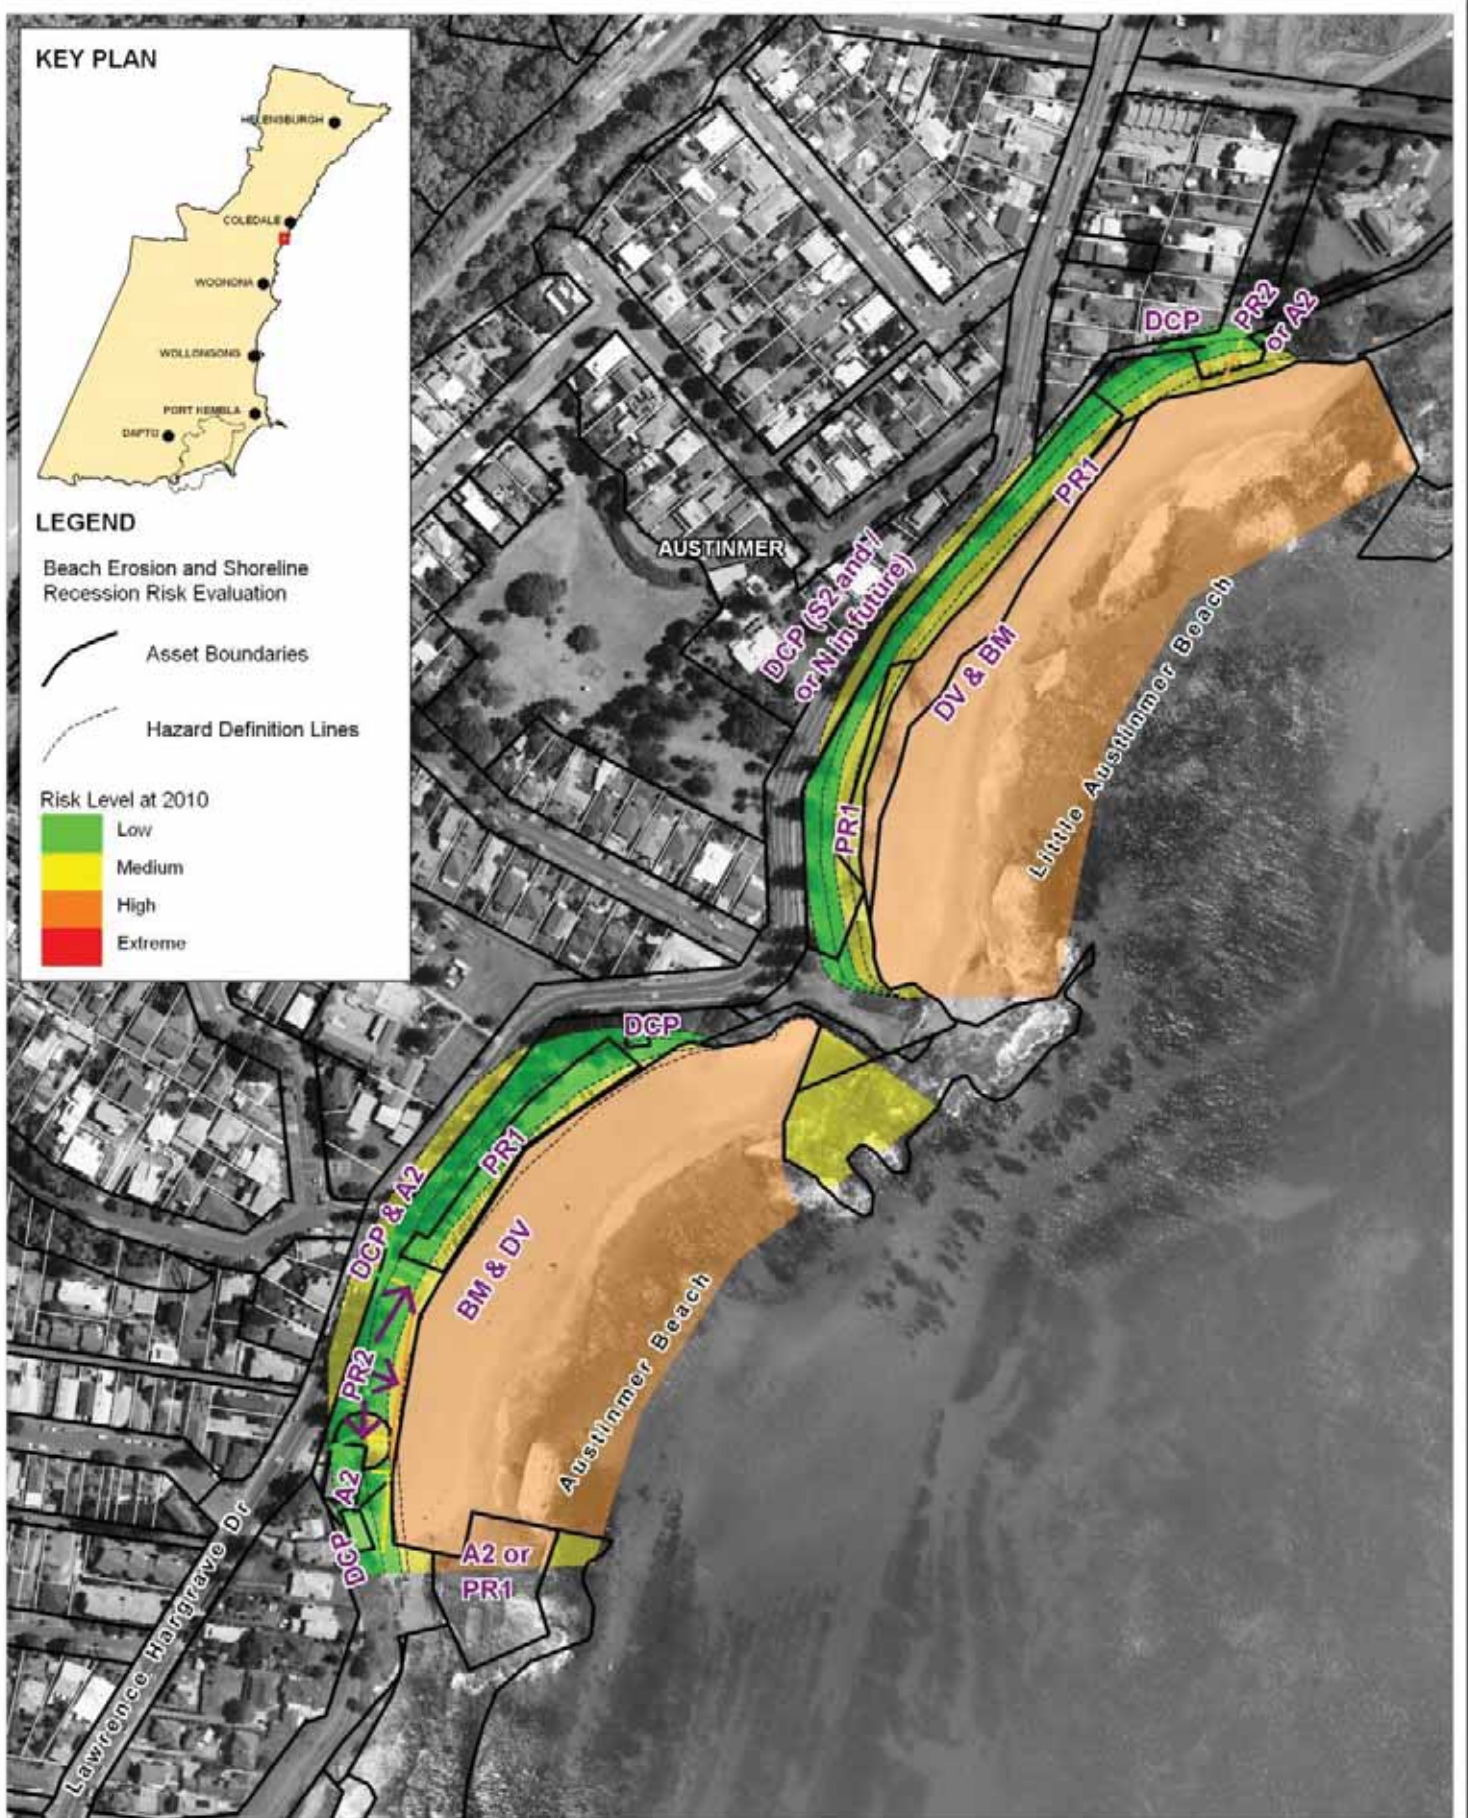 KEY PLAN
HELENSBURGH
COLEDALE
WOONONA
WOLLONGONG
PORT KEMBLA
DAPTO
LEGEND
Beach Erosion and Shoreline
Recession Risk Evaluation
Asset Boundaries
Hazard Definition Lines
Risk Level at 2010
Low
Medium
High
Extreme
DCP
PR2
or A2
PR1
AUSTINMER
DCP (S2 and /
or N in future)
DV & BM
Little Austinmer Beach
PR1
DCP
PR1
DCP & A2
BM & DV
PR2
Austinmer Beach
A2
DCP
A2 or
PR1
Lawrence Hargrave Dr